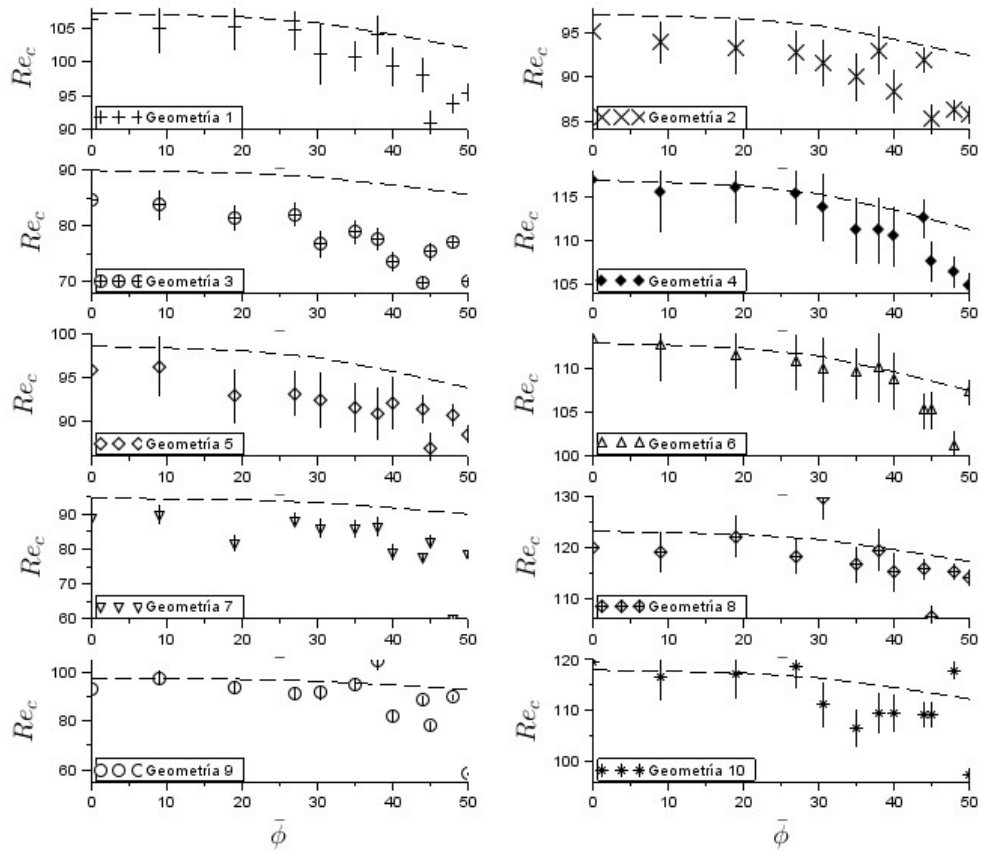 Re_c
105
100
95
90
Geometría 1
0 10 20 30 40 50
Re_c
95
90
85
Geometría 2
0 10 20 30 40 50
Re_c
90
80
70
Geometría 3
0 10 20 30 40 50
Re_c
115
110
105
Geometría 4
0 10 20 30 40 50
Re_c
100
95
90
Geometría 5
0 10 20 30 40 50
Re_c
110
105
100
Geometría 6
0 10 20 30 40 50
Re_c
90
80
70
60
Geometría 7
0 10 20 30 40 50
Re_c
130
120
110
Geometría 8
0 10 20 30 40 50
Re_c
100
80
60
Geometría 9
0 10 20 30 40 50
ϕ̄
Re_c
120
110
100
Geometría 10
0 10 20 30 40 50
ϕ̄